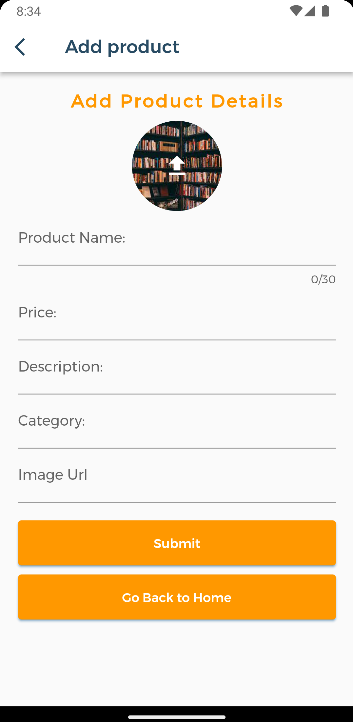 8:34
Add product
Add Product Details
Product Name:
0/30
Price:
Description:
Category:
Image Url
Submit
Go Back to Home